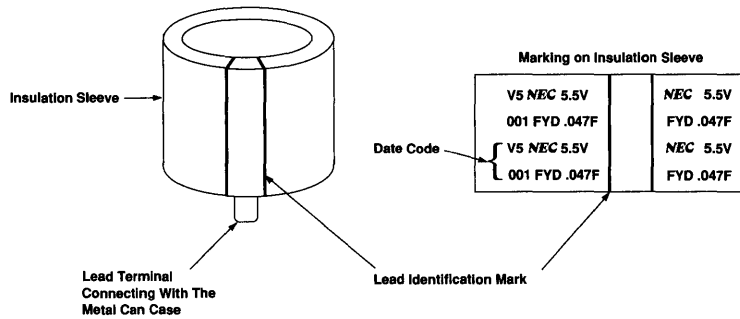 Insulation Sleeve
Marking on Insulation Sleeve
V5 NEC 5.5V NEC 5.5V
001 FYD .047F FYD .047F
Date Code
V5 NEC 5.5V NEC 5.5V
001 FYD .047F FYD .047F
Lead Terminal
Connecting With The
Metal Can Case
Lead Identification Mark